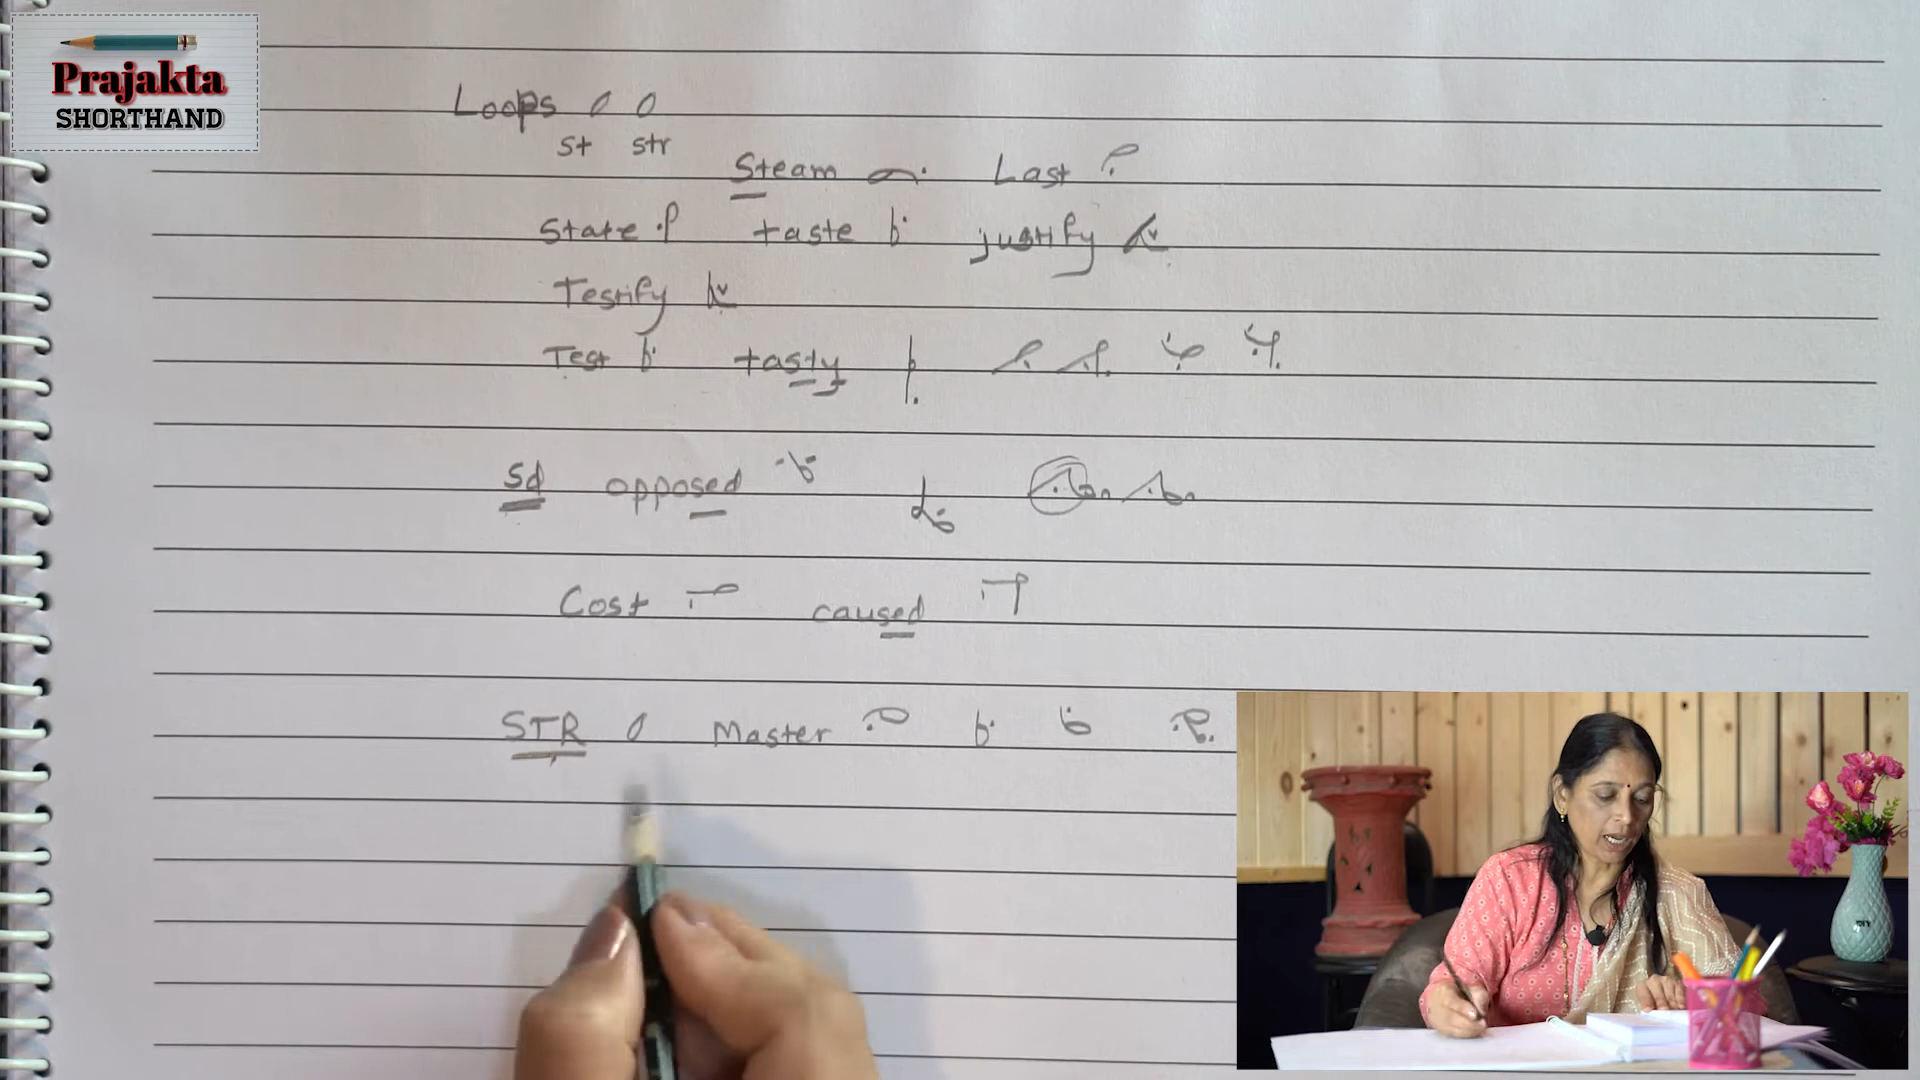 Prajakta
SHORTHAND
Loops
st str
Steam Last
State taste justify
Testify
Test tasty
Sd opposed
Cost caused
STR Master
DIY